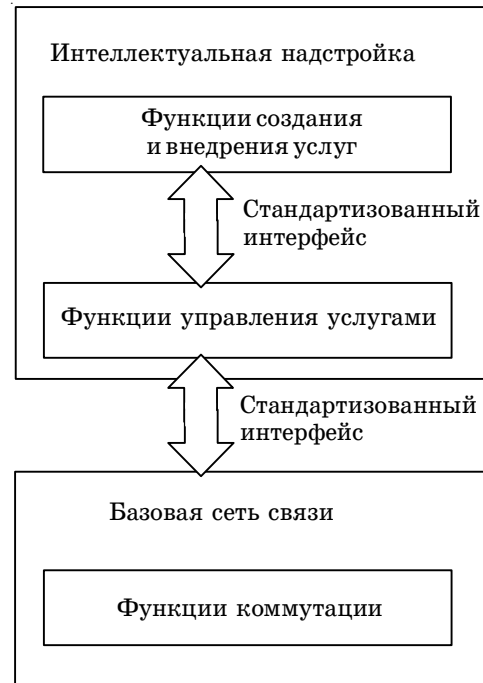 Интеллектуальная надстройка
Функции создания
и внедрения услуг
Стандартизованный
интерфейс
Функции управления услугами
Стандартизованный
интерфейс
Базовая сеть связи
Функции коммутации